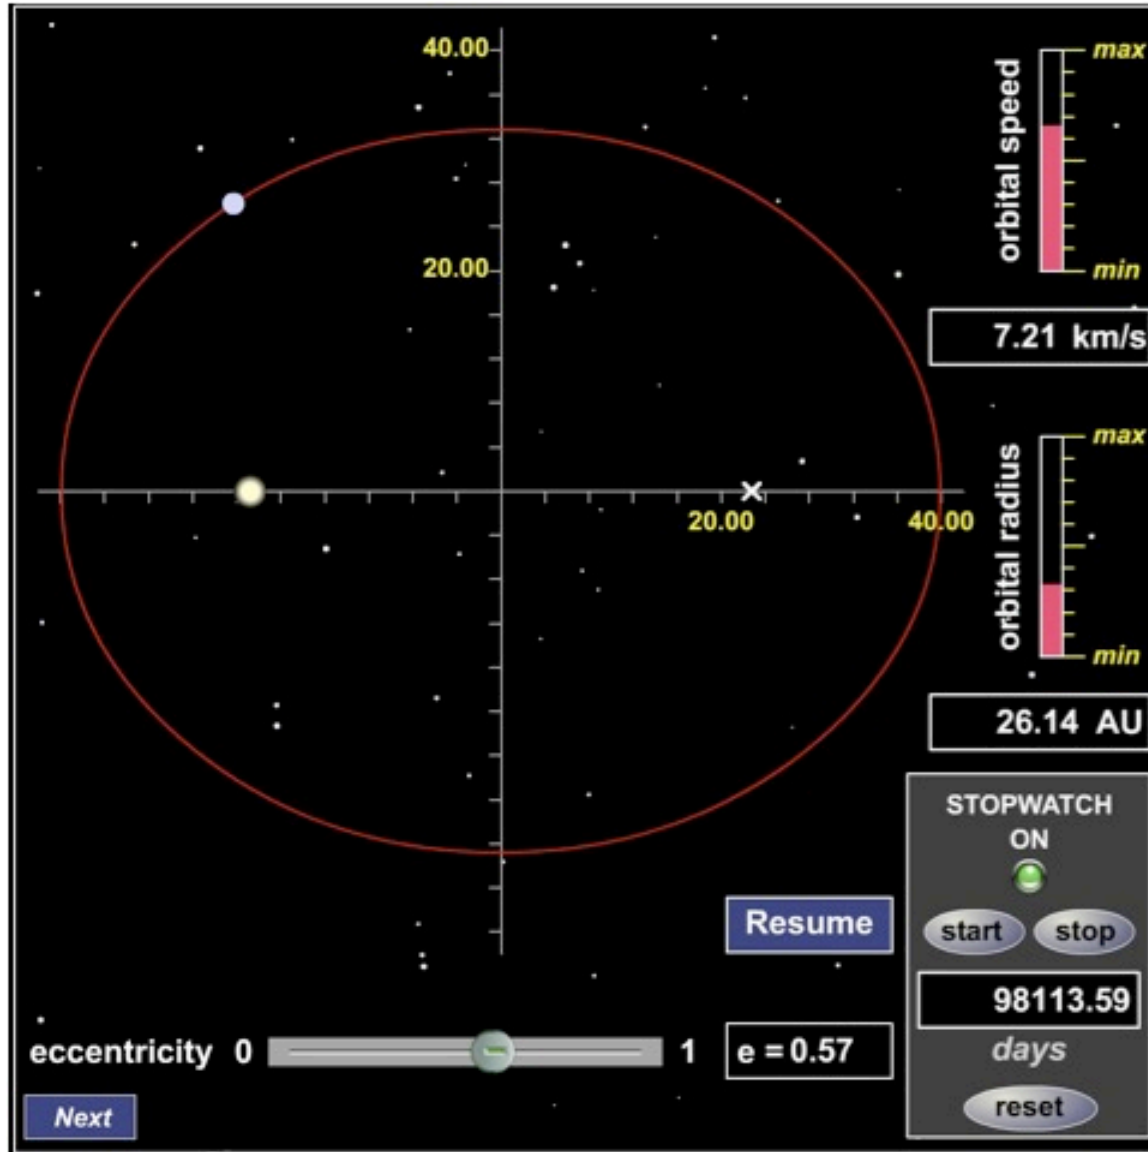 40.00
20.00
20.00
40.00
orbital speed
max
min
7.21 km/s
orbital radius
max
min
26.14 AU
STOPWATCH
ON
start stop
98113.59
days
reset
Resume
eccentricity 0 1 e = 0.57
Next